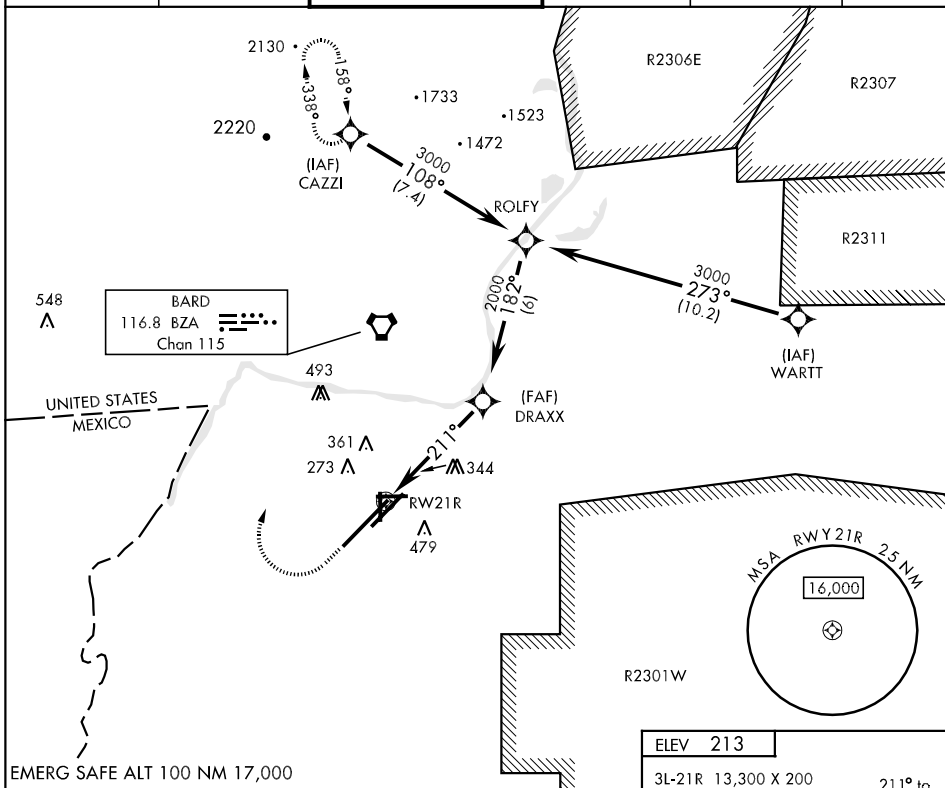 2130
158°
338°
2220
(IAF)
CAZZI
1733
1523
1472
3000
108°
(7.4)
ROLFY
R2306E
R2307
R2311
3000
273°
(10.2)
(IAF)
WARTT
2000
182°
(6)
548
BARD
116.8 BZA
Chan 115
493
UNITED STATES
MEXICO
(FAF)
DRAXX
361
273
211°
344
RW21R
479
MSA RWY 21R 25 NM
16,000
R2301W
EMERG SAFE ALT 100 NM 17,000
ELEV 213
3L-21R 13,300 X 200
211° to